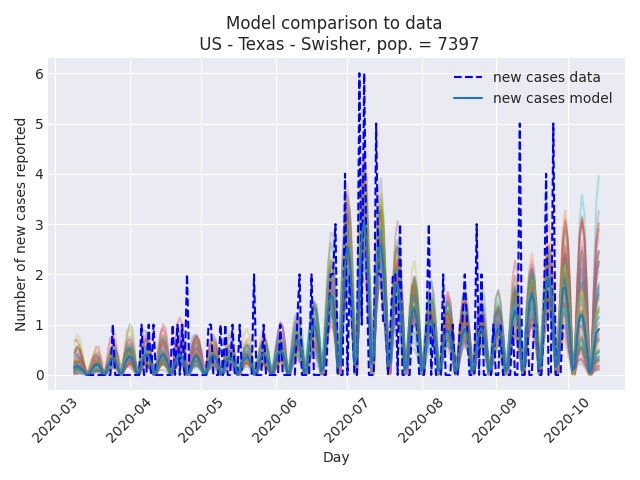 Model comparison to data
US - Texas - Swisher, pop. = 7397
new cases data
new cases model
Number of new cases reported
6
5
4
3
2
1
0
2020-03
2020-04
2020-05
2020-06
2020-07
2020-08
2020-09
2020-10
Day